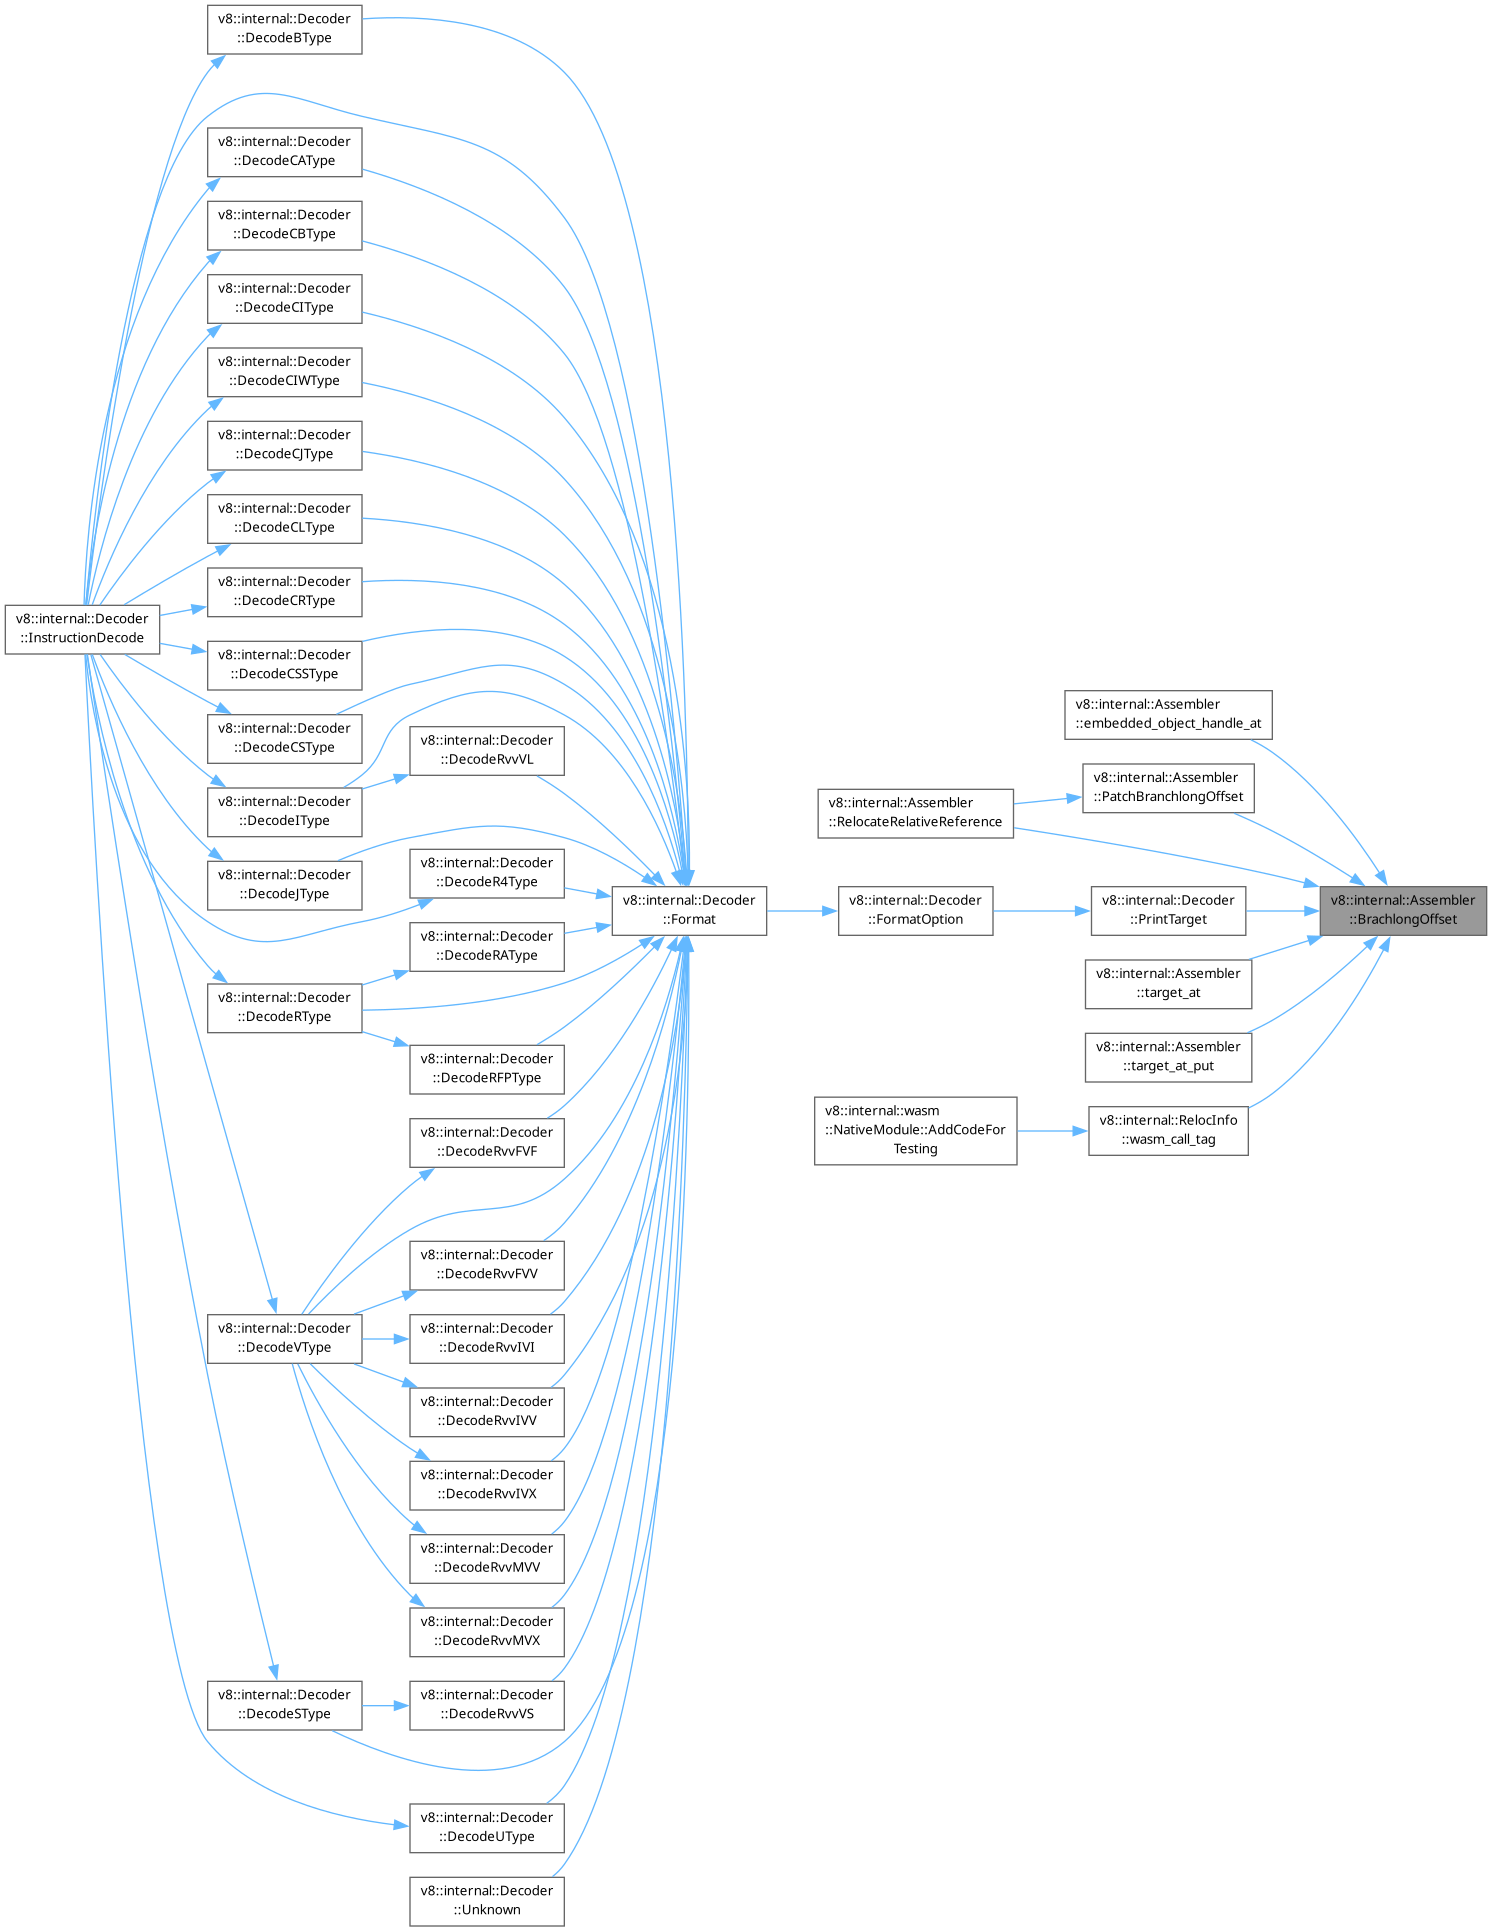 v8::internal::Decoder
::DecodeBType
v8::internal::Decoder
::DecodeCAType
v8::internal::Decoder
::DecodeCBType
v8::internal::Decoder
::DecodeCIType
v8::internal::Decoder
::DecodeCIWType
v8::internal::Decoder
::DecodeCJType
v8::internal::Decoder
::DecodeCLType
v8::internal::Decoder
::DecodeCRType
v8::internal::Decoder
::InstructionDecode
v8::internal::Decoder
::DecodeCSSType
v8::internal::Decoder
::DecodeCSType
v8::internal::Decoder
::DecodeRvvVL
v8::internal::Decoder
::DecodeIType
v8::internal::Decoder
::DecodeJType
v8::internal::Decoder
::DecodeR4Type
v8::internal::Decoder
::DecodeRAType
v8::internal::Decoder
::DecodeRType
v8::internal::Decoder
::DecodeRFPType
v8::internal::Decoder
::DecodeRvvFVF
v8::internal::Decoder
::DecodeRvvFVV
v8::internal::Decoder
::DecodeVType
v8::internal::Decoder
::DecodeRvvIVI
v8::internal::Decoder
::DecodeRvvIVV
v8::internal::Decoder
::DecodeRvvIVX
v8::internal::Decoder
::DecodeRvvMVV
v8::internal::Decoder
::DecodeRvvMVX
v8::internal::Decoder
::DecodeSType
v8::internal::Decoder
::DecodeRvvVS
v8::internal::Decoder
::DecodeUType
v8::internal::Decoder
::Unknown
v8::internal::Decoder
::Format
v8::internal::Assembler
::RelocateRelativeReference
v8::internal::Decoder
::FormatOption
v8::internal::wasm
::NativeModule::AddCodeFor
Testing
v8::internal::Assembler
::embedded_object_handle_at
v8::internal::Assembler
::PatchBranchlongOffset
v8::internal::Decoder
::PrintTarget
v8::internal::Assembler
::target_at
v8::internal::Assembler
::target_at_put
v8::internal::RelocInfo
::wasm_call_tag
v8::internal::Assembler
::BrachlongOffset